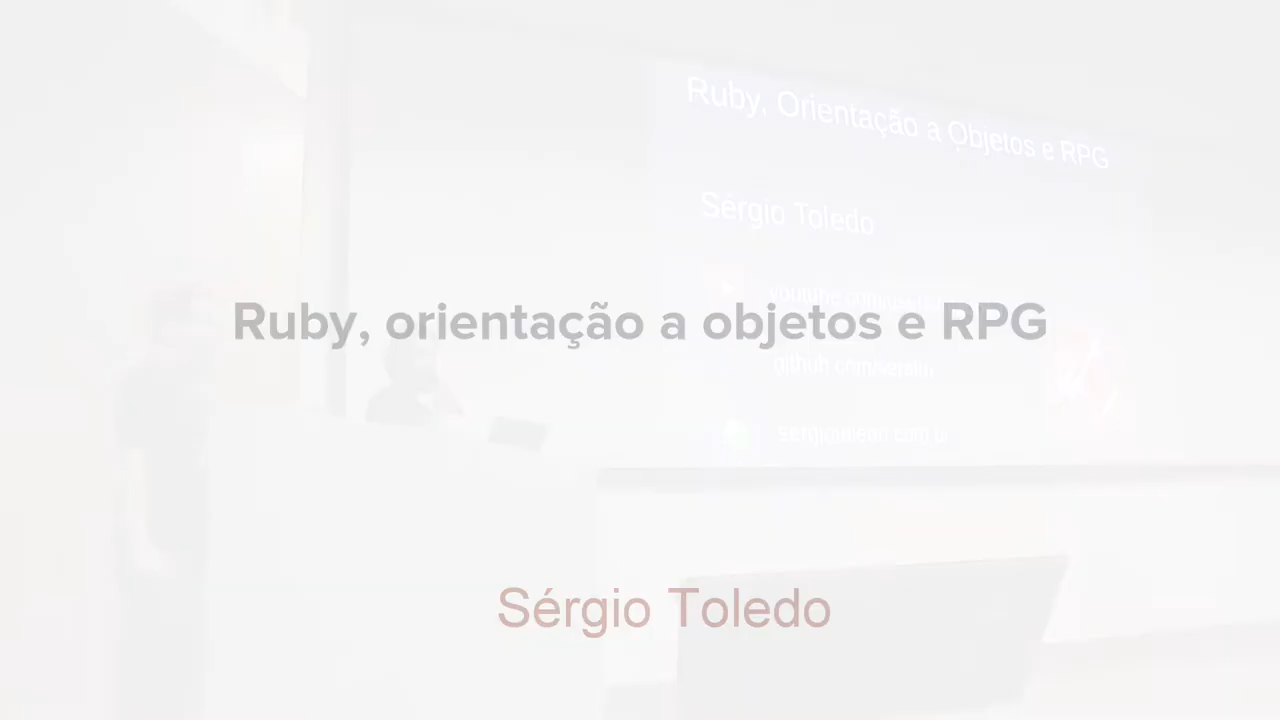 Ruby, Orientação a Objetos e RPG
Sérgio Toledo
Ruby, orientação a objetos e RPG
Sérgio Toledo